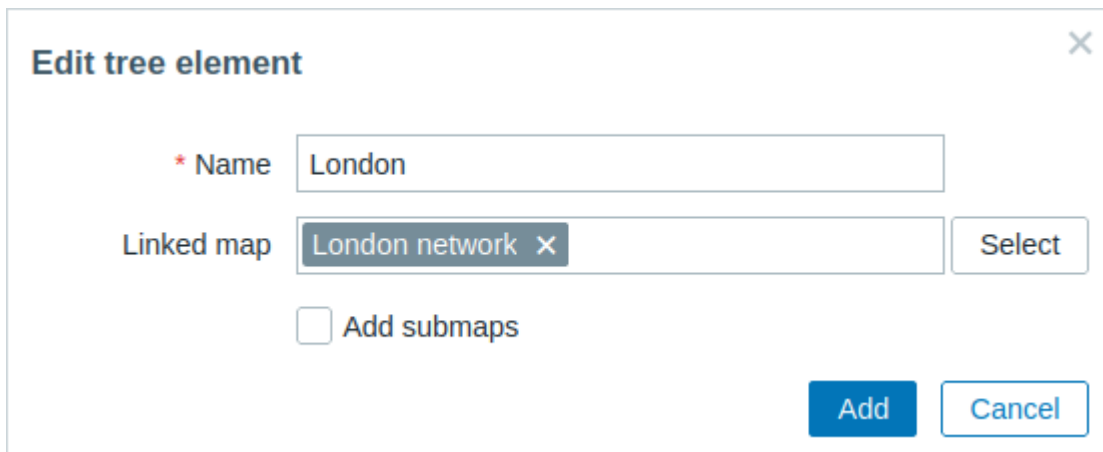 Edit tree element
* Name London
Linked map London network Select
Add submaps
Add Cancel